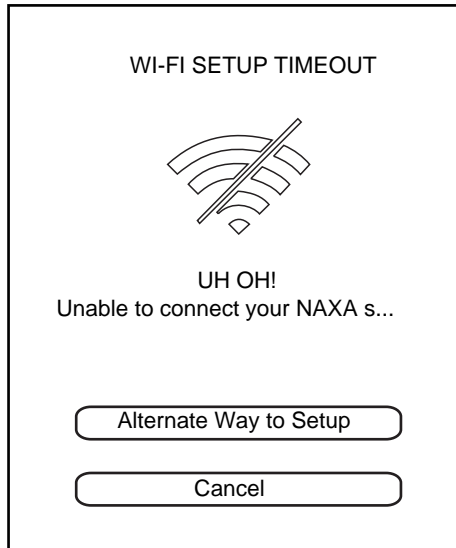 WI-FI SETUP TIMEOUT
UH OH!
Unable to connect your NAXA s...
Alternate Way to Setup
Cancel